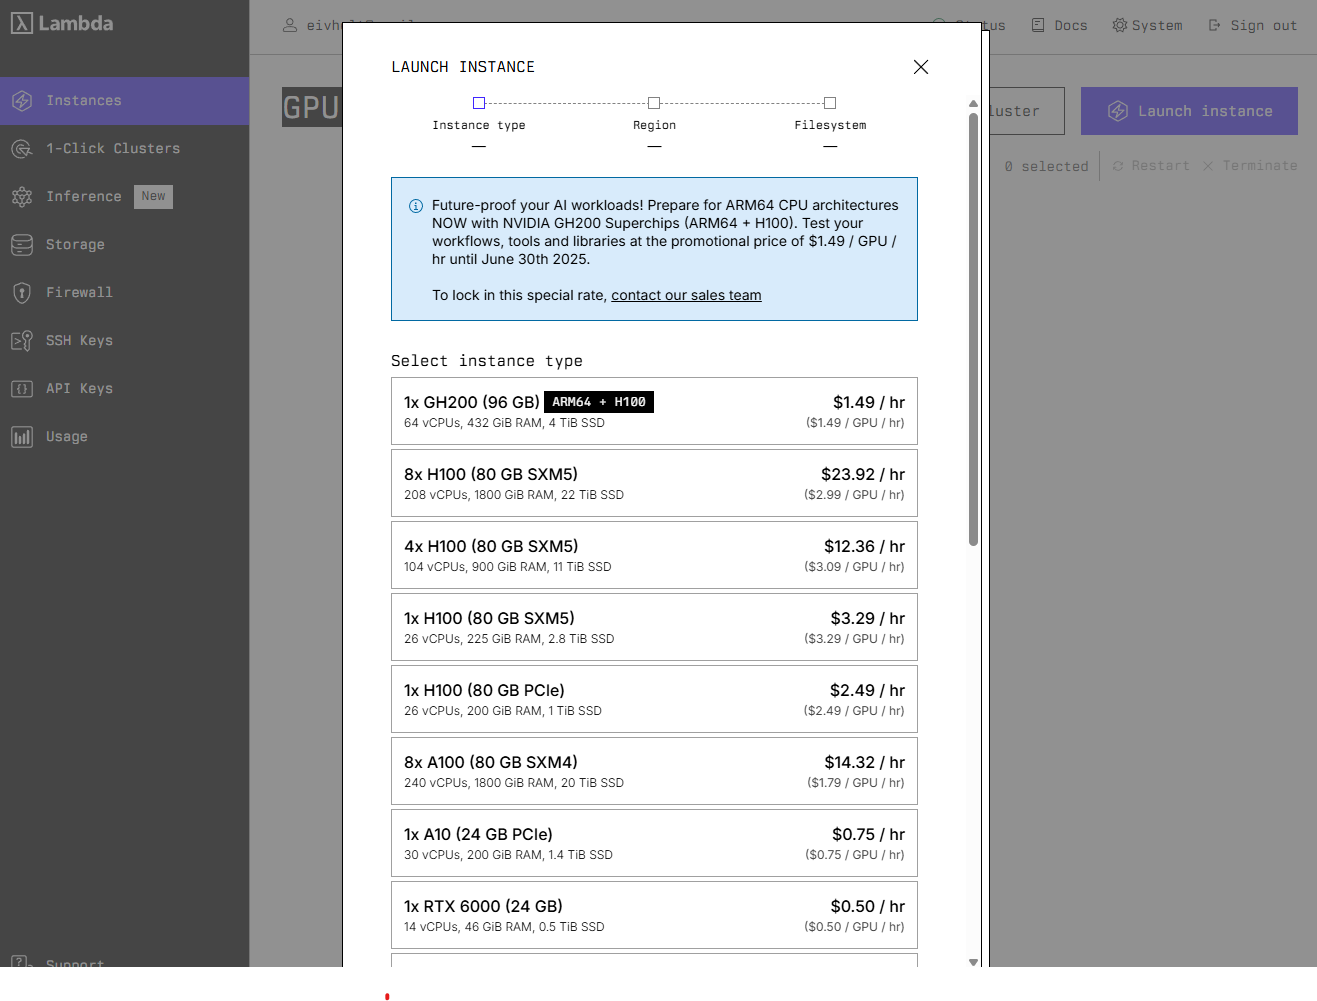 Lambda
Instances
1-Click Clusters
Inference New
Storage
Firewall
SSH Keys
API Keys
Usage
Support
Docs
System
Sign out
GPU
Launch instance
0 selected
Restart
Terminate
LAUNCH INSTANCE
Instance type
Region
Filesystem
—
—
—
Future-proof your AI workloads! Prepare for ARM64 CPU architectures
NOW with NVIDIA GH200 Superchips (ARM64 + H100). Test your
workflows, tools and libraries at the promotional price of $1.49 / GPU /
hr until June 30th 2025.
To lock in this special rate, contact our sales team
Select instance type
1x GH200 (96 GB) ARM64 + H100 $1.49 / hr
64 vCPUs, 432 GiB RAM, 4 TiB SSD ($1.49 / GPU / hr)
8x H100 (80 GB SXM5) $23.92 / hr
208 vCPUs, 1800 GiB RAM, 22 TiB SSD ($2.99 / GPU / hr)
4x H100 (80 GB SXM5) $12.36 / hr
104 vCPUs, 900 GiB RAM, 11 TiB SSD ($3.09 / GPU / hr)
1x H100 (80 GB SXM5) $3.29 / hr
26 vCPUs, 225 GiB RAM, 2.8 TiB SSD ($3.29 / GPU / hr)
1x H100 (80 GB PCIe) $2.49 / hr
26 vCPUs, 200 GiB RAM, 1 TiB SSD ($2.49 / GPU / hr)
8x A100 (80 GB SXM4) $14.32 / hr
240 vCPUs, 1800 GiB RAM, 20 TiB SSD ($1.79 / GPU / hr)
1x A10 (24 GB PCIe) $0.75 / hr
30 vCPUs, 200 GiB RAM, 1.4 TiB SSD ($0.75 / GPU / hr)
1x RTX 6000 (24 GB) $0.50 / hr
14 vCPUs, 46 GiB RAM, 0.5 TiB SSD ($0.50 / GPU / hr)